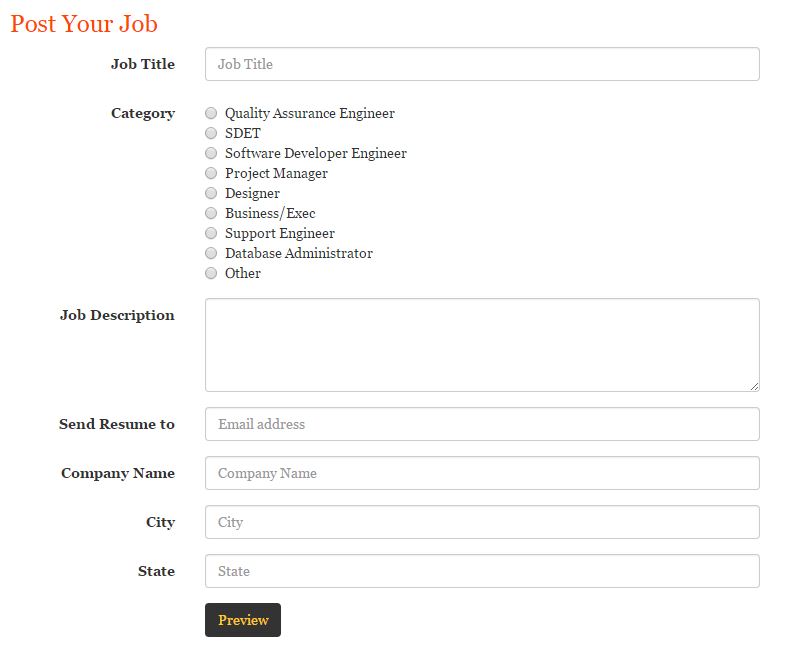 Post Your Job
Job Title
Job Title
Category
Quality Assurance Engineer
SDET
Software Developer Engineer
Project Manager
Designer
Business/Exec
Support Engineer
Database Administrator
Other
Job Description
Send Resume to
Email address
Company Name
Company Name
City
City
State
State
Preview